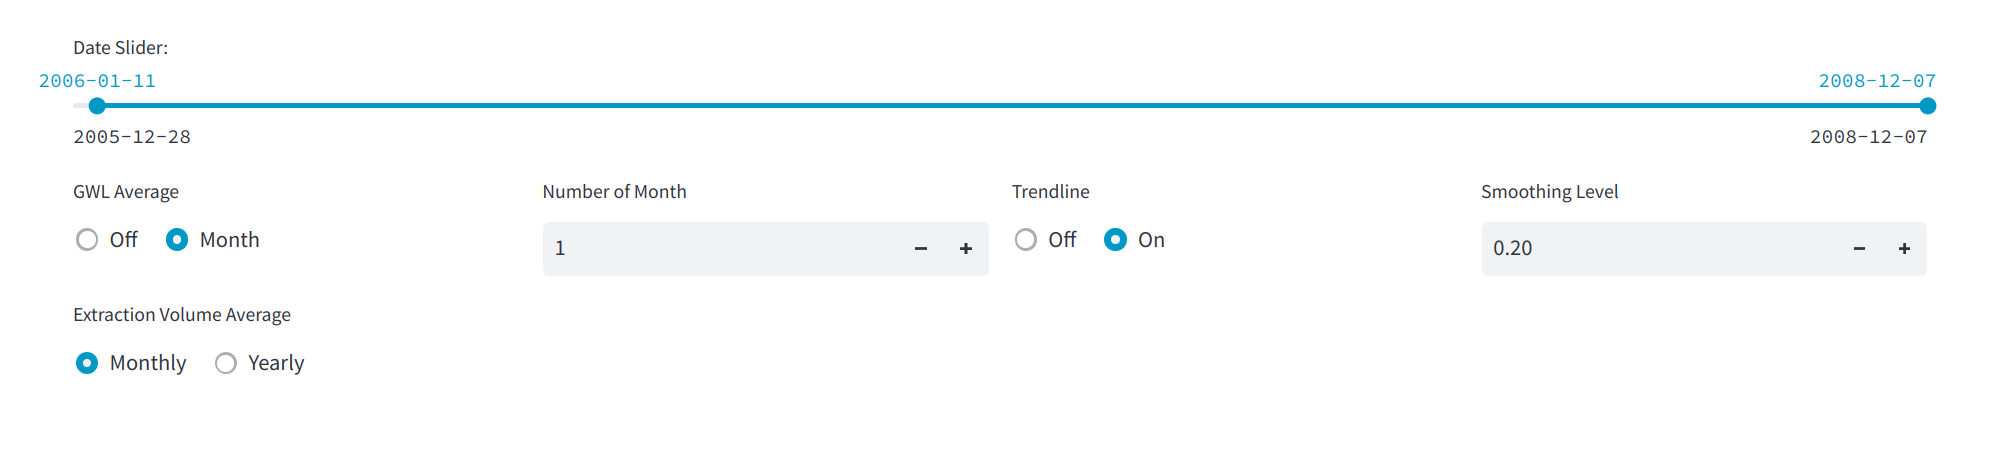 Date Slider:
2006-01-11 2008-12-07
2005-12-28 2008-12-07
GWL Average Number of Month Trendline Smoothing Level
Off Month 1 - + Off On 0.20 - +
Extraction Volume Average
Monthly Yearly